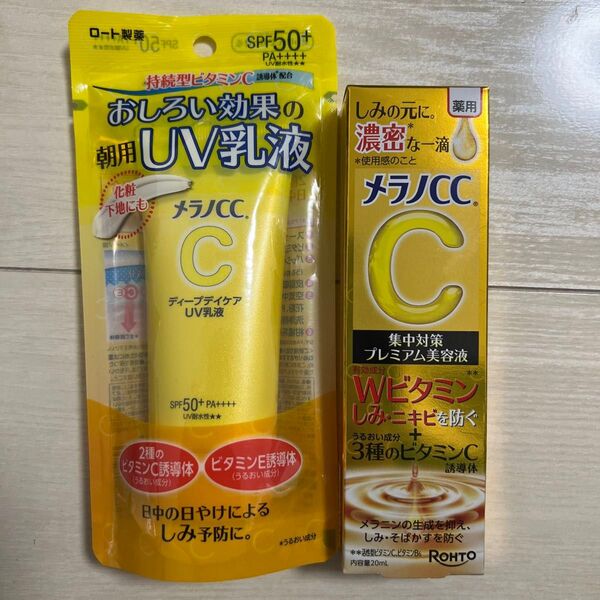 ロート製薬
SPF50+
PA++++
UV耐水性★★
持続型ビタミンC誘導体*配合
おしろい効果の
朝用
UV乳液
化粧
下地にも
メラノCC
C
ディープデイケア
UV乳液
SPF50+ PA++++
UV耐水性★★
2種の
ビタミンC誘導体
(うるおい成分)
ビタミンE誘導体
(うるおい成分)
日中の日やけによる
しみ予防に。
*うるおい成分
しみの元に。
薬用
濃密*な一滴
*使用感のこと
メラノCC
C
集中対策
プレミアム美容液
有効成分
Wビタミン**
しみ・ニキビを防ぐ
+
うるおい成分
3種のビタミンC
誘導体
メラニンの生成を抑え、
しみ・そばかすを防ぐ
**活性型ビタミンC、ビタミンB6
内容量20mL
ROHTO